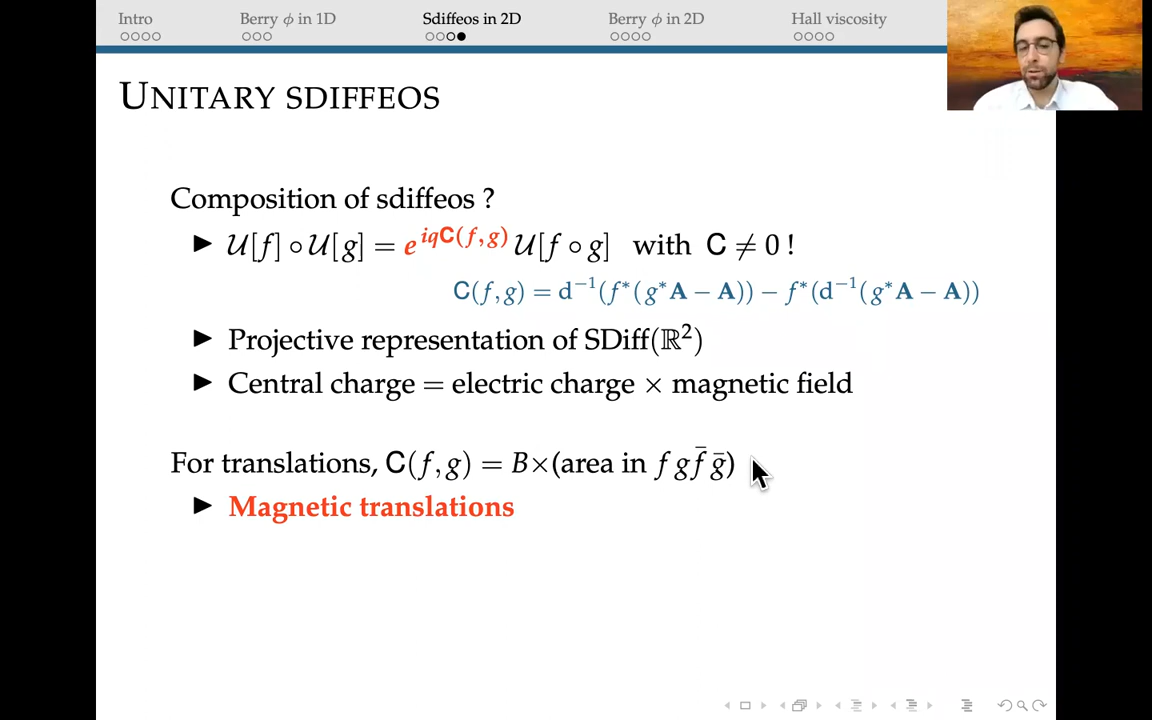 Intro Berry ϕ in 1D Sdiffeos in 2D Berry ϕ in 2D Hall viscosity
UNITARY SDIFFEOS
Composition of sdiffeos ?
▶ 𝒰[f] ∘ 𝒰[g] = e^{iqC(f,g)} 𝒰[f ∘ g] with C ≠ 0 !
C(f,g) = d⁻¹(f*(g*A − A)) − f*(d⁻¹(g*A − A))
▶ Projective representation of SDiff(ℝ²)
▶ Central charge = electric charge × magnetic field
For translations, C(f,g) = B×(area in f g f̄ ḡ)
▶ Magnetic translations